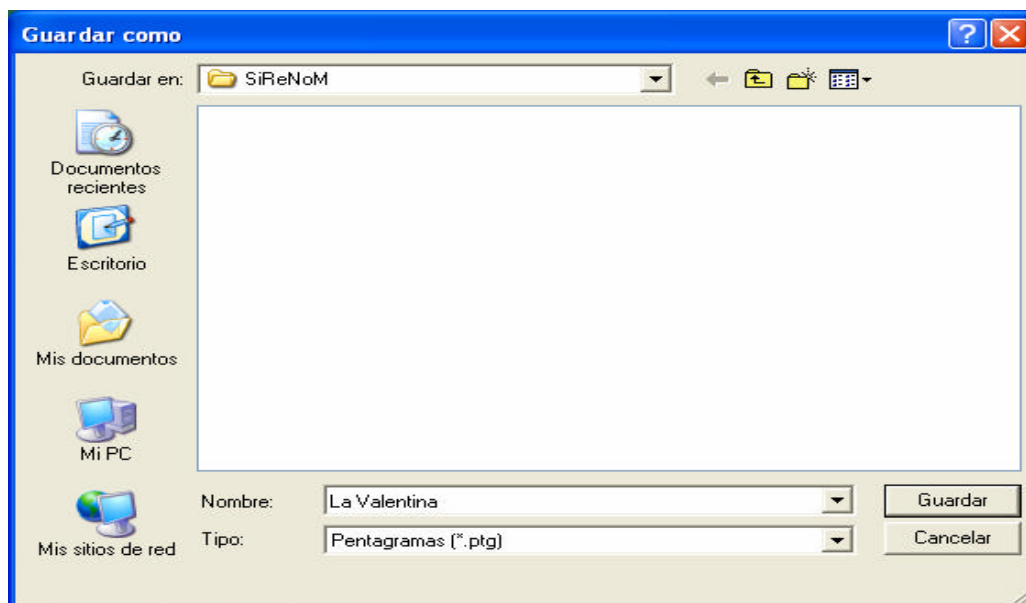 Guardar como
Guardar en:
SiReNoM
Documentos
recientes
Escritorio
Mis documentos
Mi PC
Mis sitios de red
Nombre:
La Valentina
Guardar
Tipo:
Pentagramas (*.ptg)
Cancelar